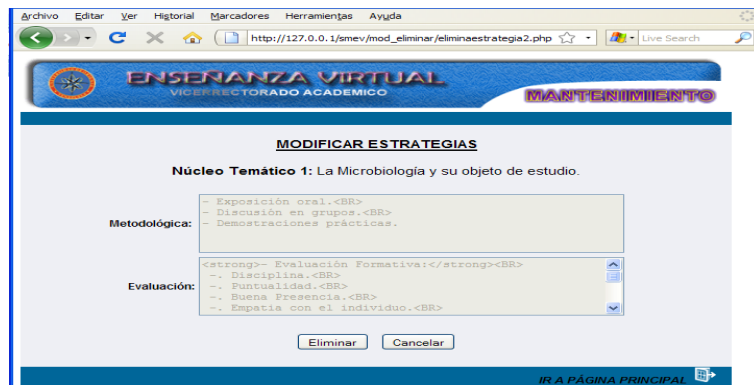 Archivo Editar Ver Historial Marcadores Herramientas Ayuda
http://127.0.0.1/smev/mod_eliminar/eliminaestrategia2.php Live Search
ENSEÑANZA VIRTUAL
VICERRECTORADO ACADEMICO
MANTENIMIENTO
MODIFICAR ESTRATEGIAS
Núcleo Temático 1: La Microbiología y su objeto de estudio.
Metodológica:
- Exposición oral.<BR>
- Discusión en grupos.<BR>
- Demostraciones prácticas.
Evaluación:
<strong>- Evaluación Formativa:</strong><BR>
-. Disciplina.<BR>
-. Puntualidad.<BR>
-. Buena Presencia.<BR>
-. Empatia con el individuo.<BR>
Eliminar Cancelar
IR A PÁGINA PRINCIPAL